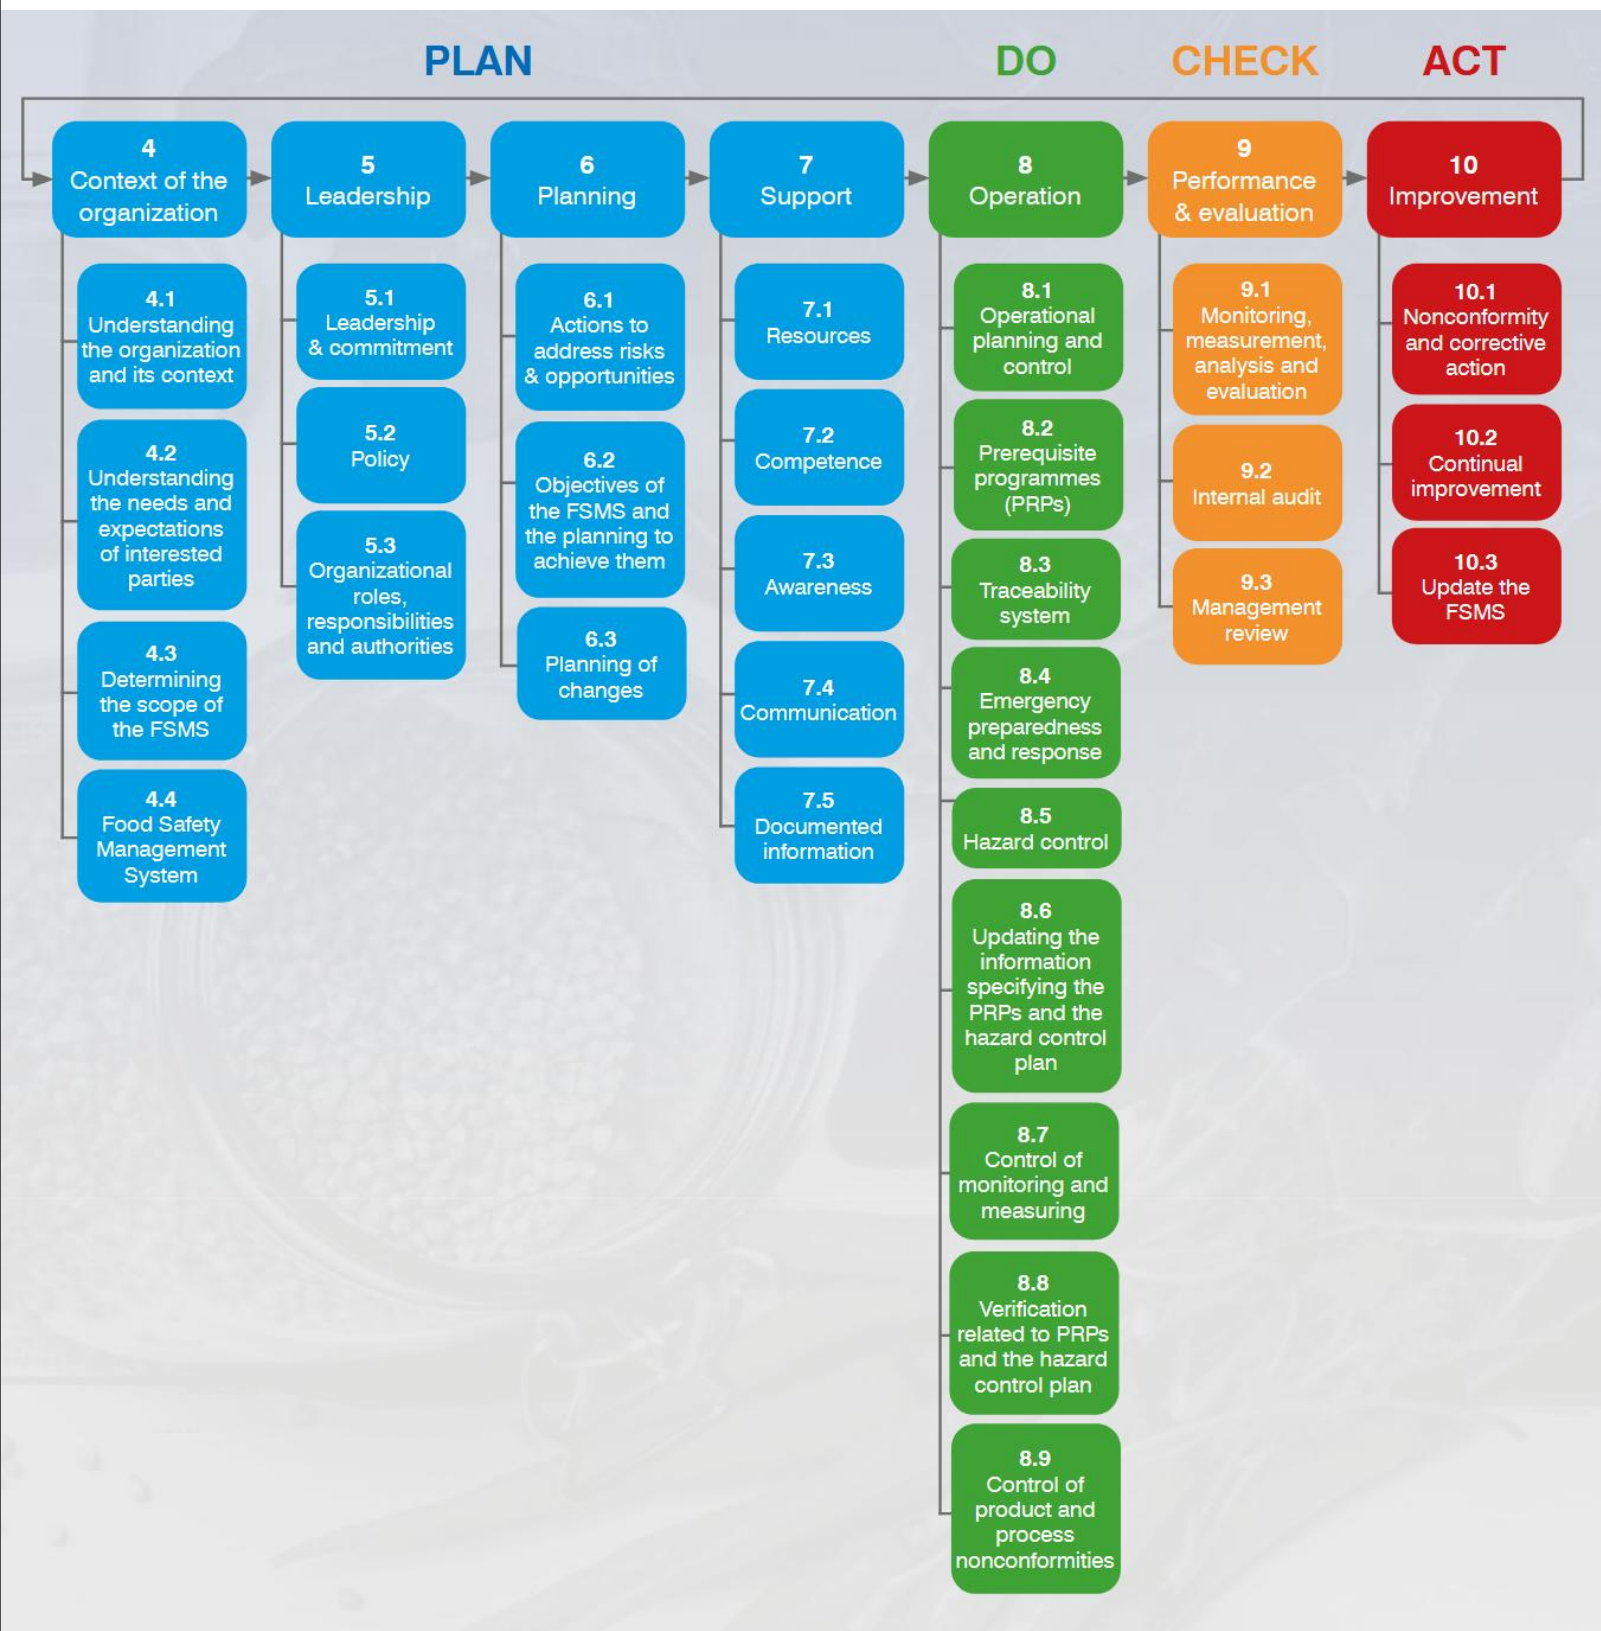 PLAN
DO
CHECK
ACT
4
Context of the
organization
5
Leadership
6
Planning
7
Support
8
Operation
9
Performance
& evaluation
10
Improvement
4.1
Understanding
the organization
and its context
4.2
Understanding
the needs and
expectations
of interested
parties
4.3
Determining
the scope of
the FSMS
4.4
Food Safety
Management
System
5.1
Leadership
& commitment
5.2
Policy
5.3
Organizational
roles,
responsibilities
and authorities
6.1
Actions to
address risks
& opportunities
6.2
Objectives of
the FSMS and
the planning to
achieve them
6.3
Planning of
changes
7.1
Resources
7.2
Competence
7.3
Awareness
7.4
Communication
7.5
Documented
information
8.1
Operational
planning and
control
8.2
Prerequisite
programmes
(PRPs)
8.3
Traceability
system
8.4
Emergency
preparedness
and response
8.5
Hazard control
8.6
Updating the
information
specifying the
PRPs and the
hazard control
plan
8.7
Control of
monitoring and
measuring
8.8
Verification
related to PRPs
and the hazard
control plan
8.9
Control of
product and
process
nonconformities
9.1
Monitoring,
measurement,
analysis and
evaluation
9.2
Internal audit
9.3
Management
review
10.1
Nonconformity
and corrective
action
10.2
Continual
improvement
10.3
Update the
FSMS